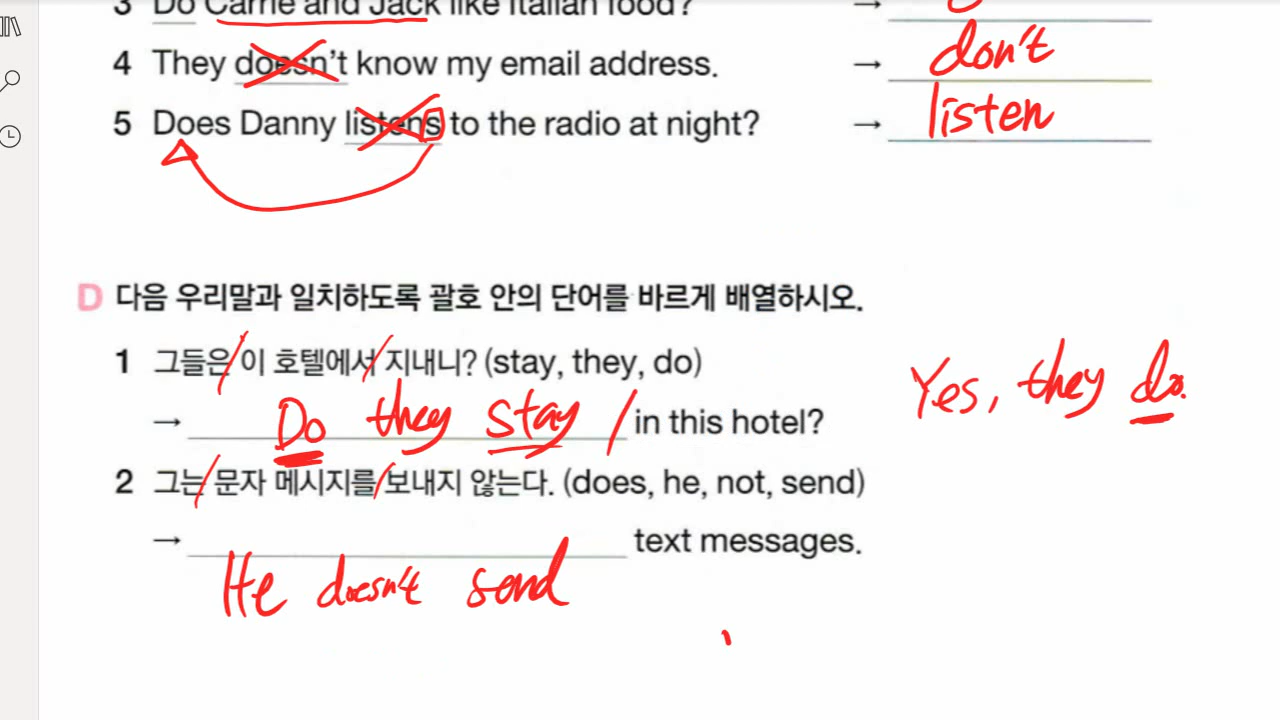 3 Do Carrie and Jack like Italian food? →
4 They doesn't know my email address. → don't
5 Does Danny listens to the radio at night? → listen
D 다음 우리말과 일치하도록 괄호 안의 단어를 바르게 배열하시오.
1 그들은 / 이 호텔에서 / 지내니? (stay, they, do)
→ Do they stay / in this hotel?
Yes, they do.
2 그는 / 문자 메시지를 / 보내지 않는다. (does, he, not, send)
→ text messages.
He doesn't send